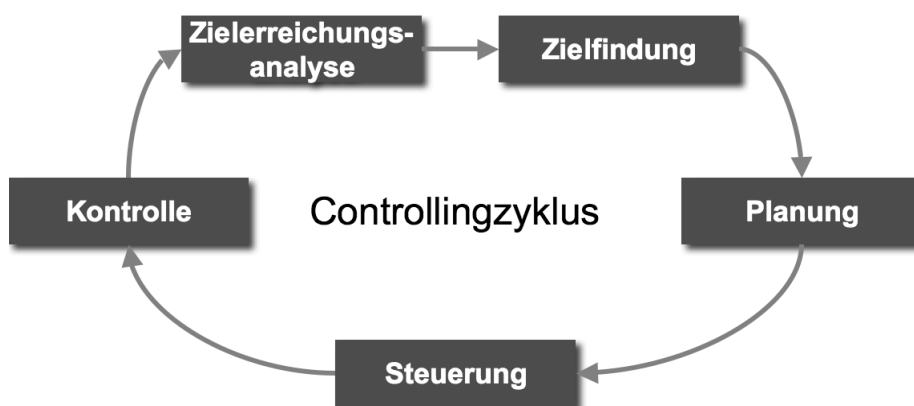 Zielerreichungs-
analyse
Zielfindung
Kontrolle
Controllingzyklus
Planung
Steuerung